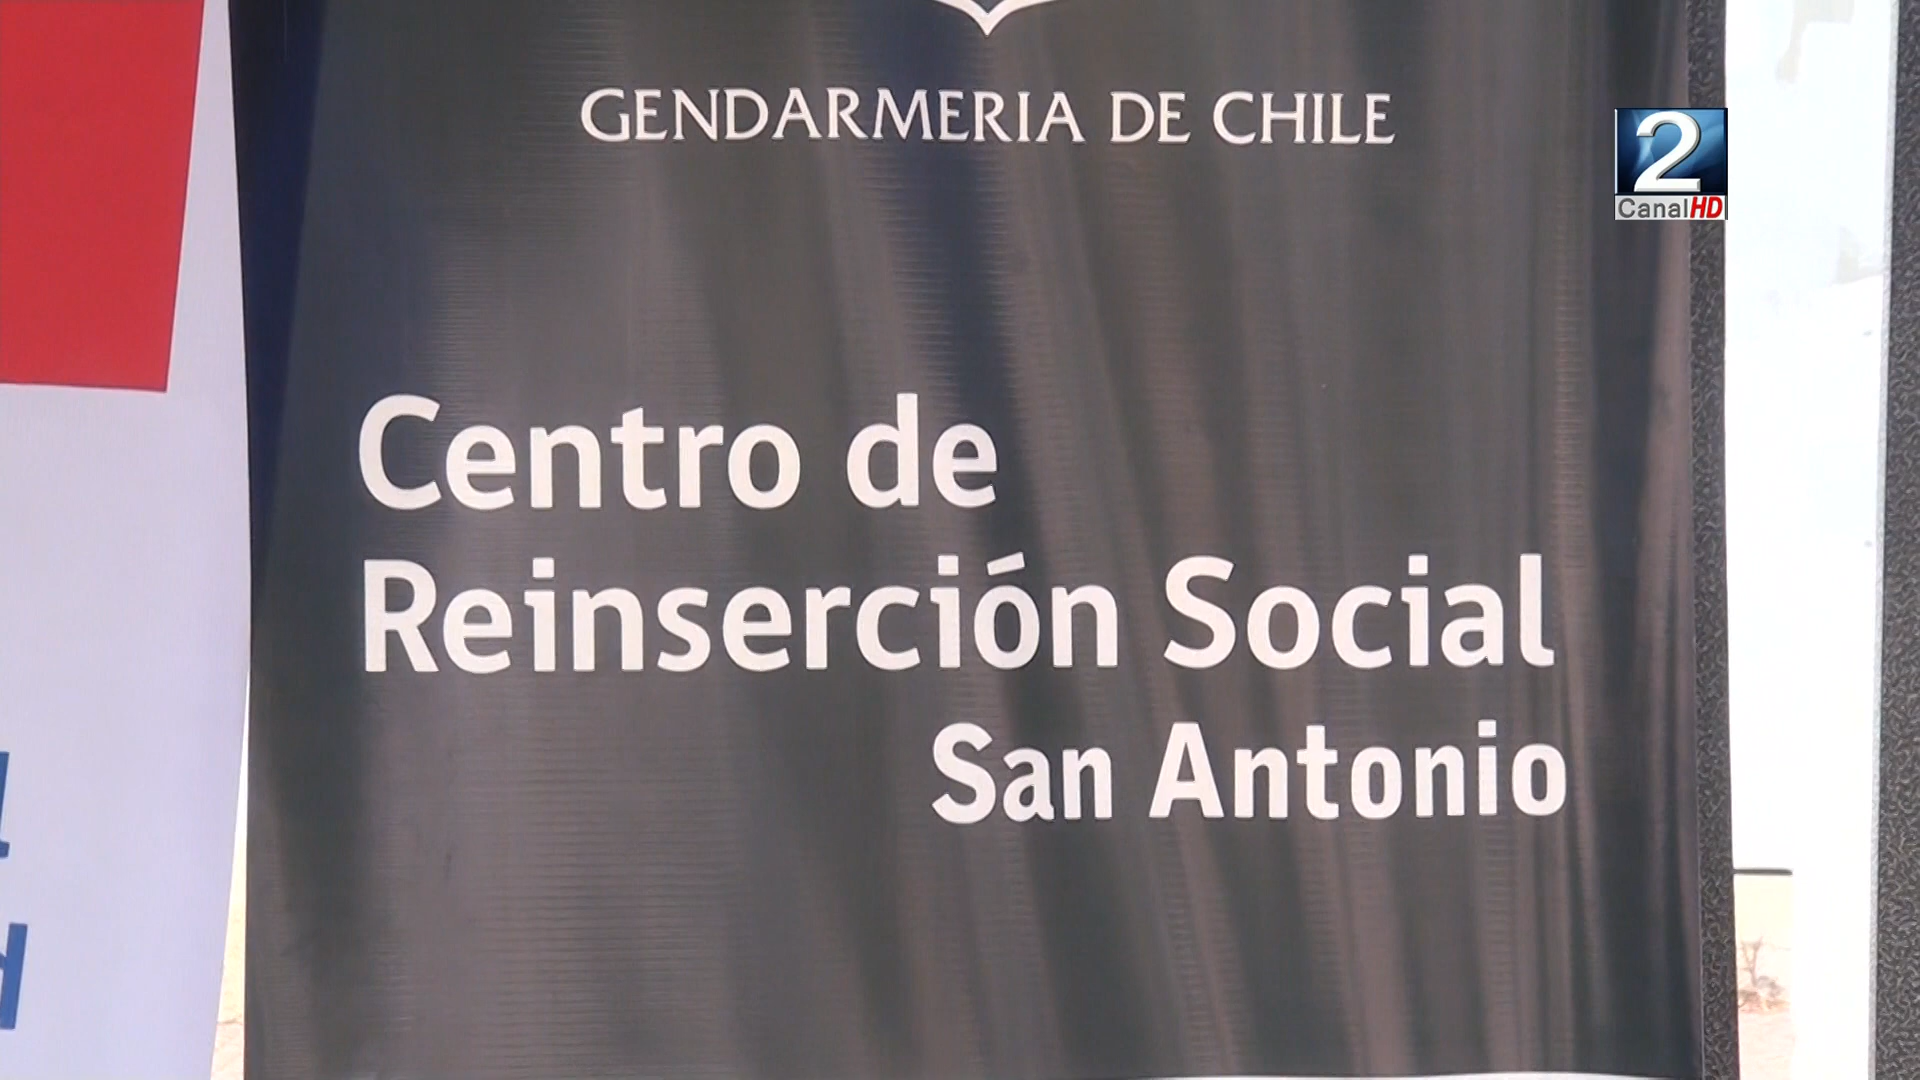 GENDARMERIA DE CHILE
2
CanalHD
Centro de
Reinserción Social
San Antonio